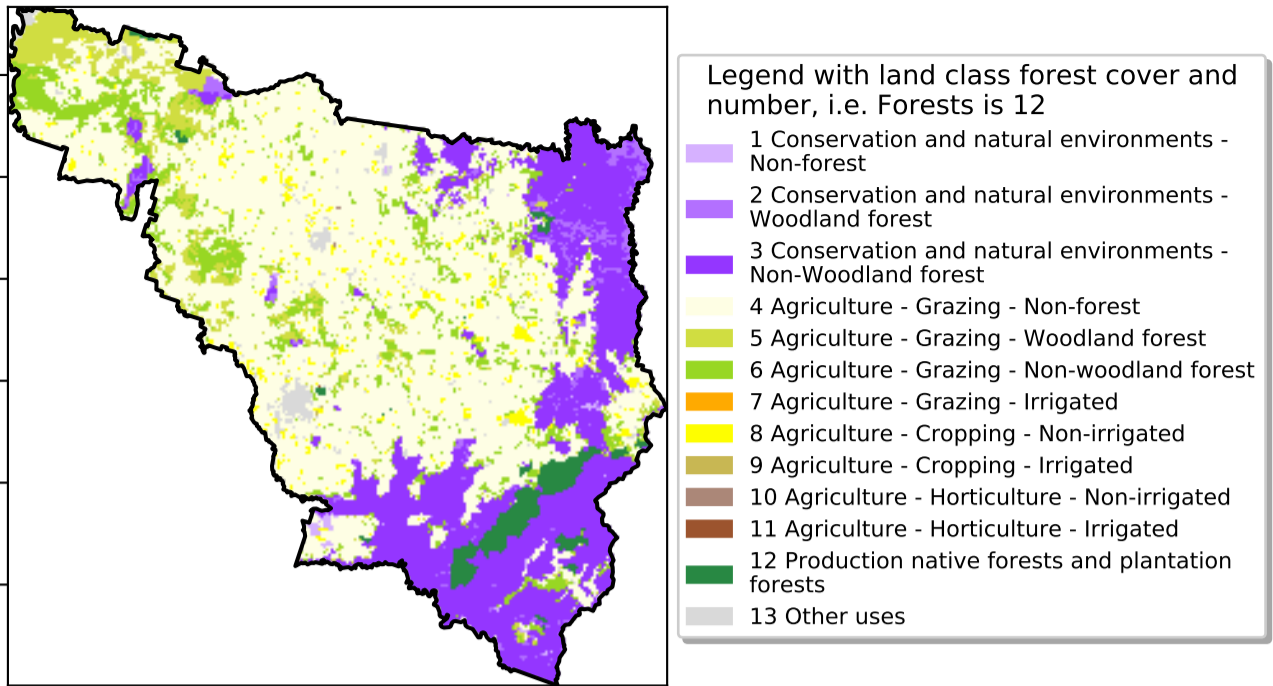 Legend with land class forest cover and
number, i.e. Forests is 12
1 Conservation and natural environments -
Non-forest
2 Conservation and natural environments -
Woodland forest
3 Conservation and natural environments -
Non-Woodland forest
4 Agriculture - Grazing - Non-forest
5 Agriculture - Grazing - Woodland forest
6 Agriculture - Grazing - Non-woodland forest
7 Agriculture - Grazing - Irrigated
8 Agriculture - Cropping - Non-irrigated
9 Agriculture - Cropping - Irrigated
10 Agriculture - Horticulture - Non-irrigated
11 Agriculture - Horticulture - Irrigated
12 Production native forests and plantation
forests
13 Other uses